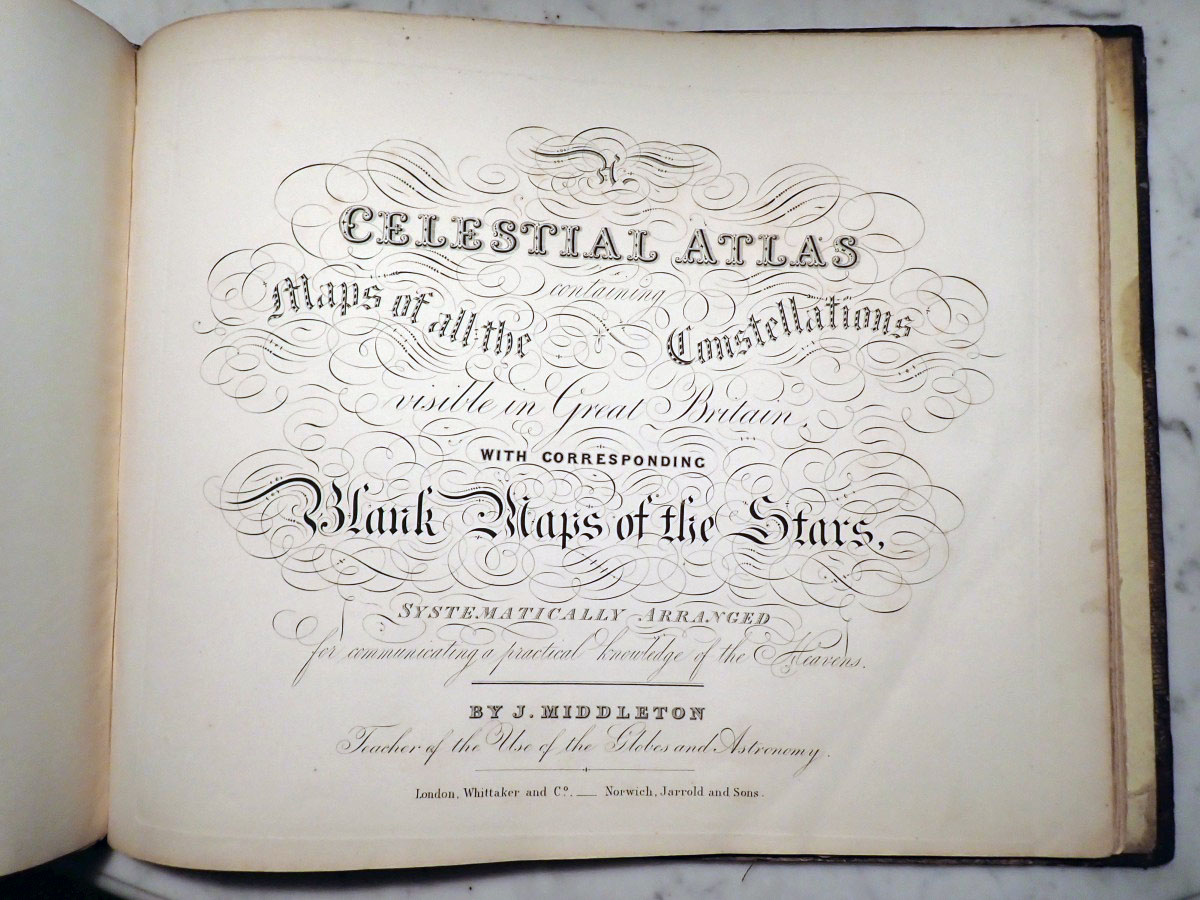 A
CELESTIAL ATLAS
containing
Maps of all the Constellations
visible in Great Britain,
WITH CORRESPONDING
Blank Maps of the Stars,
SYSTEMATICALLY ARRANGED
for communicating a practical knowledge of the Heavens.
BY J. MIDDLETON
Teacher of the Use of the Globes and Astronomy.
London, Whittaker and Co. __ Norwich, Jarrold and Sons.